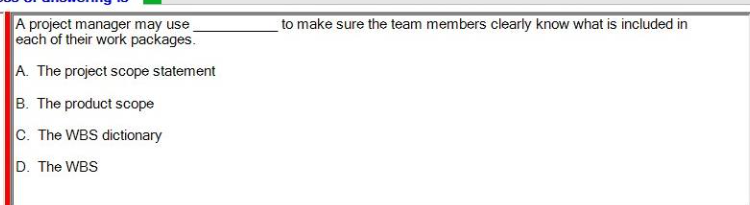 A project manager may use ____________ to make sure the team members clearly know what is included in
each of their work packages.
A. The project scope statement
B. The product scope
C. The WBS dictionary
D. The WBS